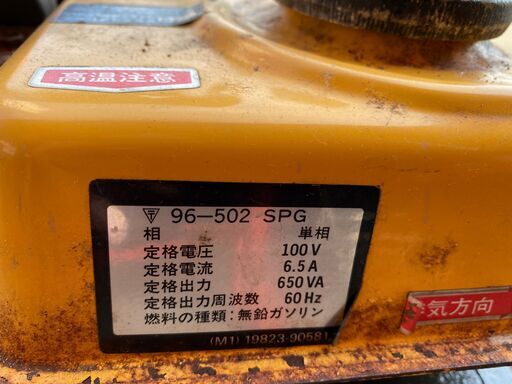 高温注意
〒 96-502 SPG
相 単相
定格電圧 100V
定格電流 6.5A
定格出力 650VA
定格出力周波数 60Hz
燃料の種類：無鉛ガソリン
(M1) 19823-90581
気方向